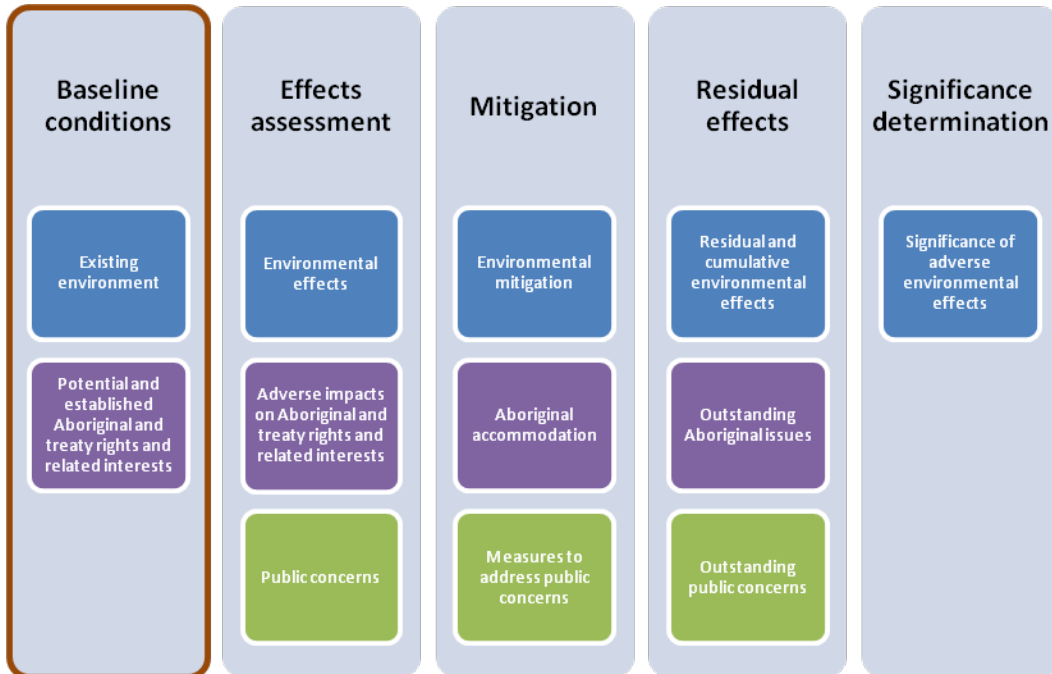 Baseline
conditions
Existing
environment
Potential and
established
Aboriginal and
treaty rights and
related interests
Effects
assessment
Environmental
effects
Adverse impacts
on Aboriginal and
treaty rights and
related interests
Public concerns
Mitigation
Environmental
mitigation
Aboriginal
accommodation
Measures to
address public
concerns
Residual
effects
Residual and
cumulative
environmental
effects
Outstanding
Aboriginal issues
Outstanding
public concerns
Significance
determination
Significance of
adverse
environmental
effects